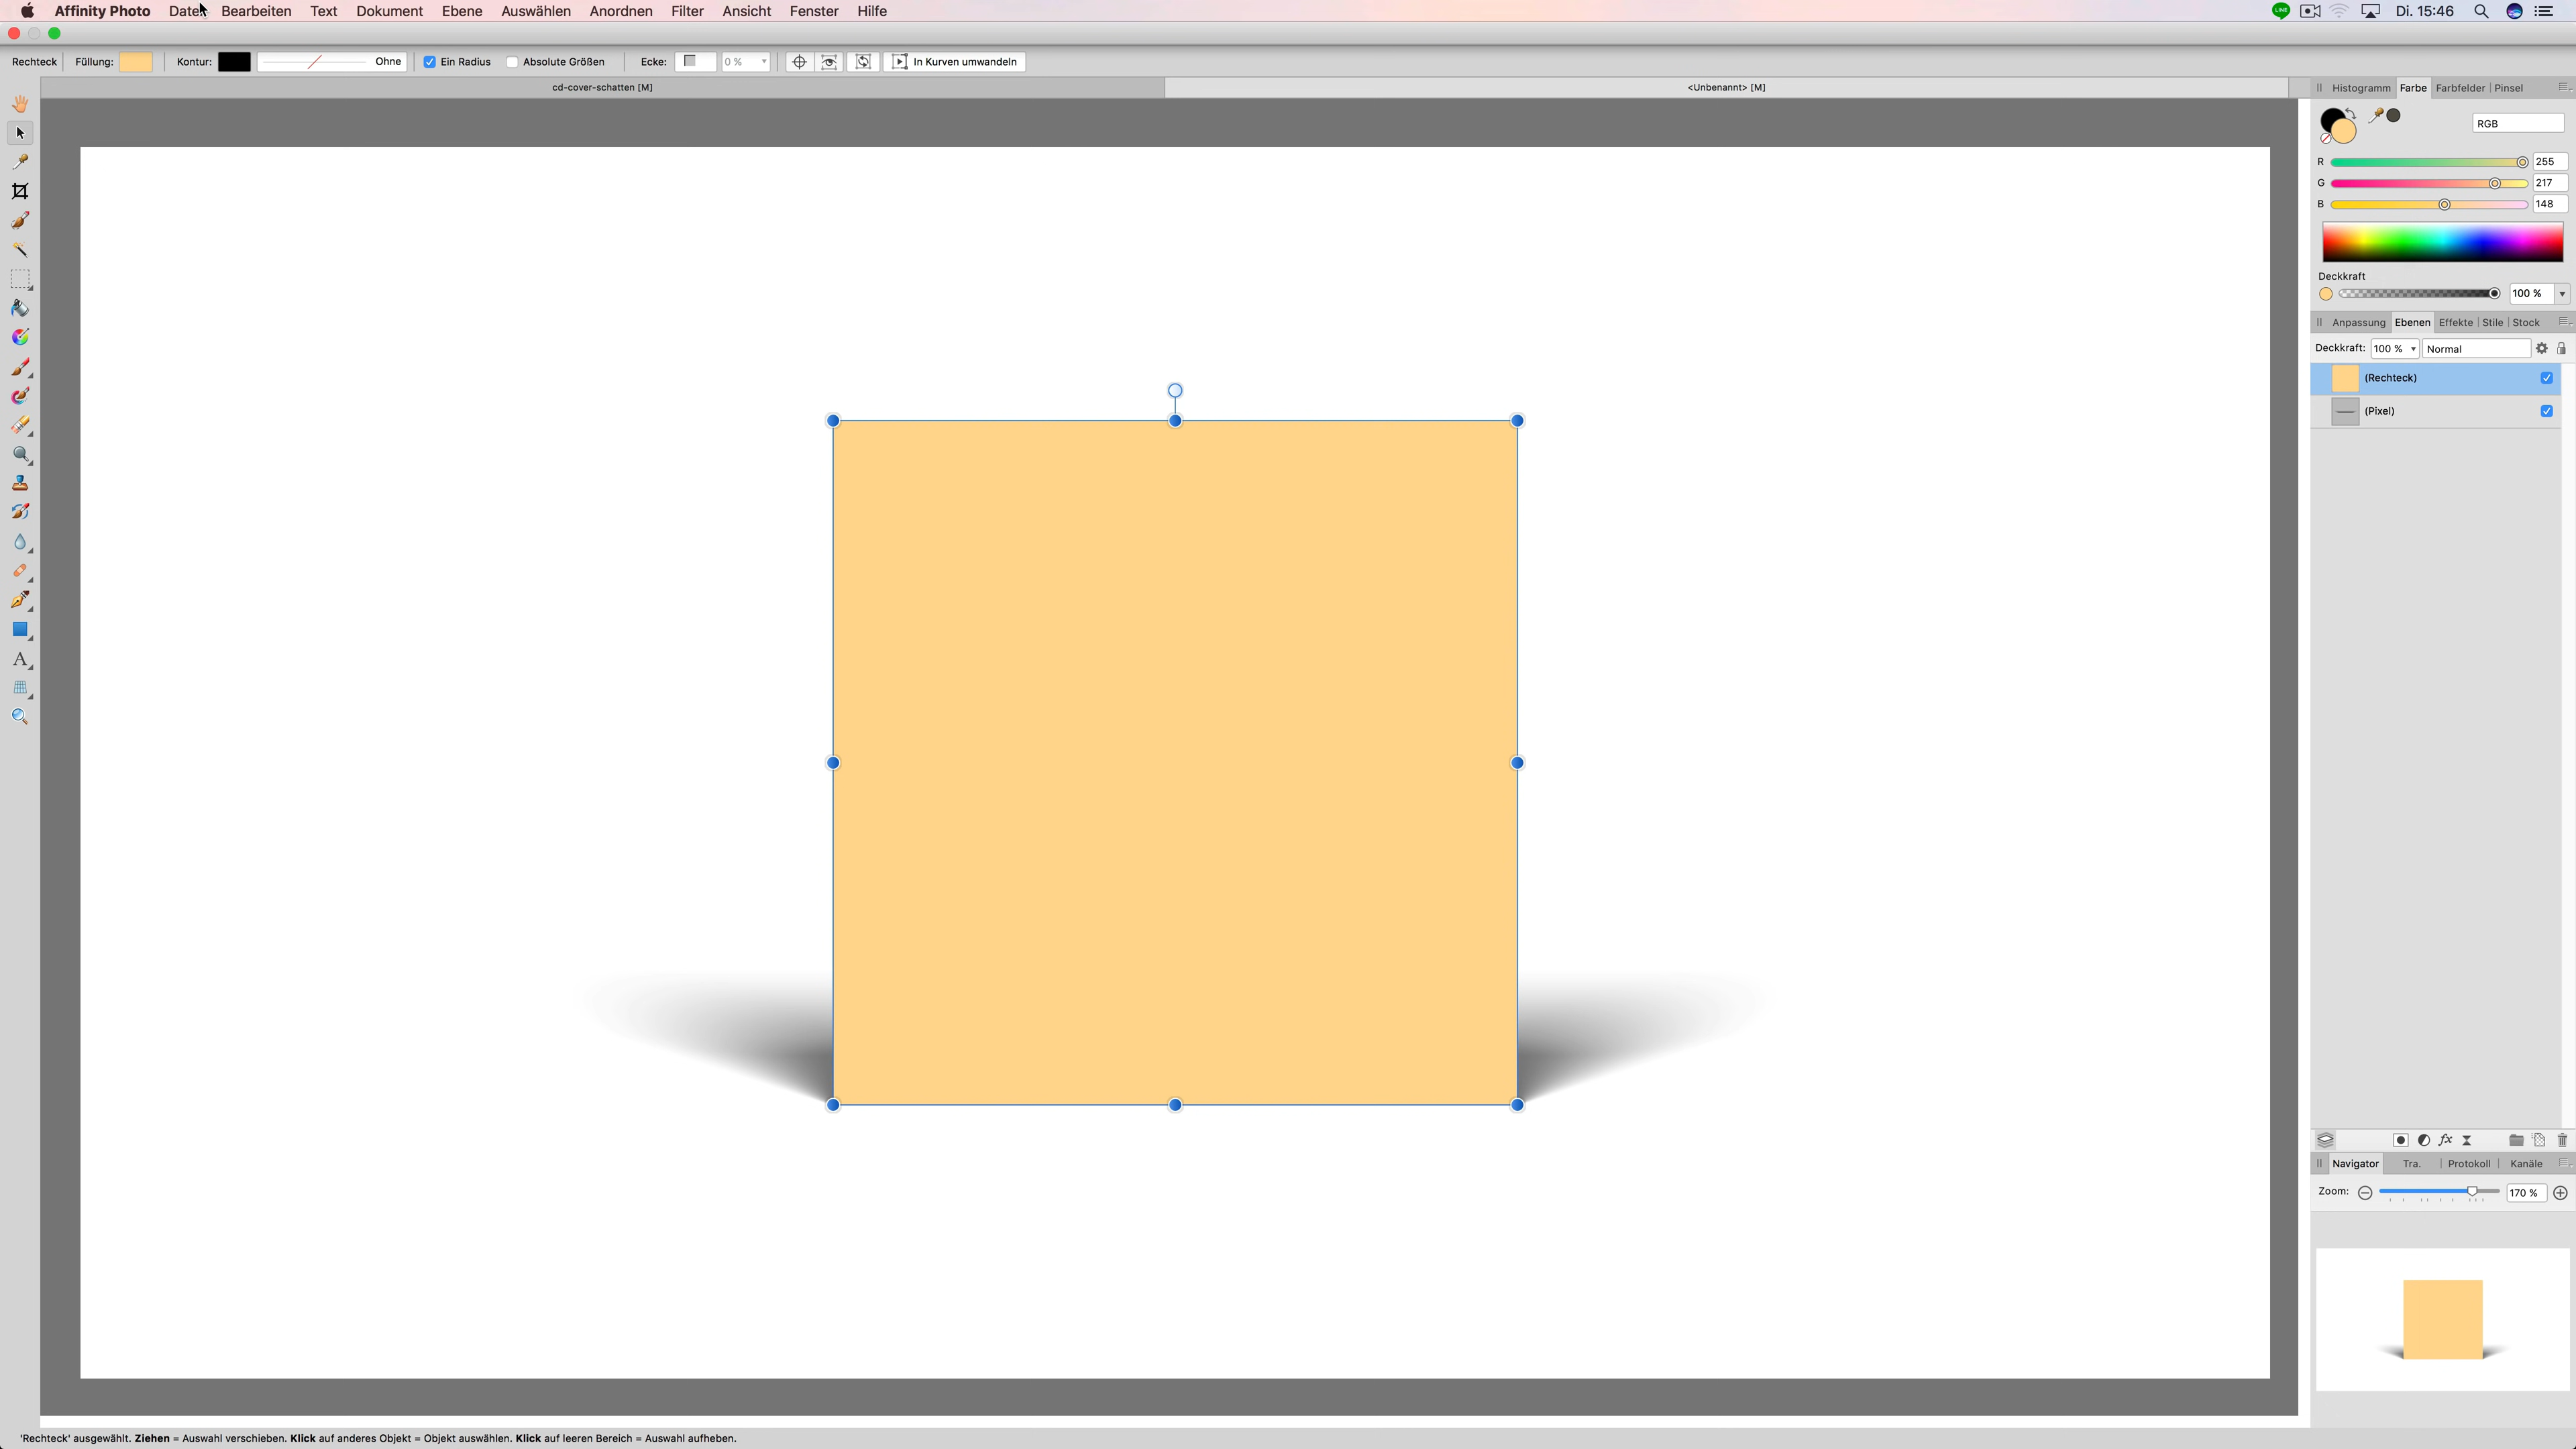 Affinity Photo Datei Bearbeiten Text Dokument Ebene Auswählen Anordnen Filter Ansicht Fenster Hilfe LINE Di. 15:46
Rechteck Füllung: Kontur: Ohne Ein Radius Absolute Größen Ecke: 0 % In Kurven umwandeln
cd-cover-schatten [M] <Unbenannt> [M]
Histogramm Farbe Farbfelder Pinsel
RGB
R 255
G 217
B 148
Deckkraft
100 %
Anpassung Ebenen Effekte Stile Stock
Deckkraft: 100 % Normal
(Rechteck)
(Pixel)
fx
Navigator Tra. Protokoll Kanäle
Zoom: 170 %
'Rechteck' ausgewählt. Ziehen = Auswahl verschieben. Klick auf anderes Objekt = Objekt auswählen. Klick auf leeren Bereich = Auswahl aufheben.